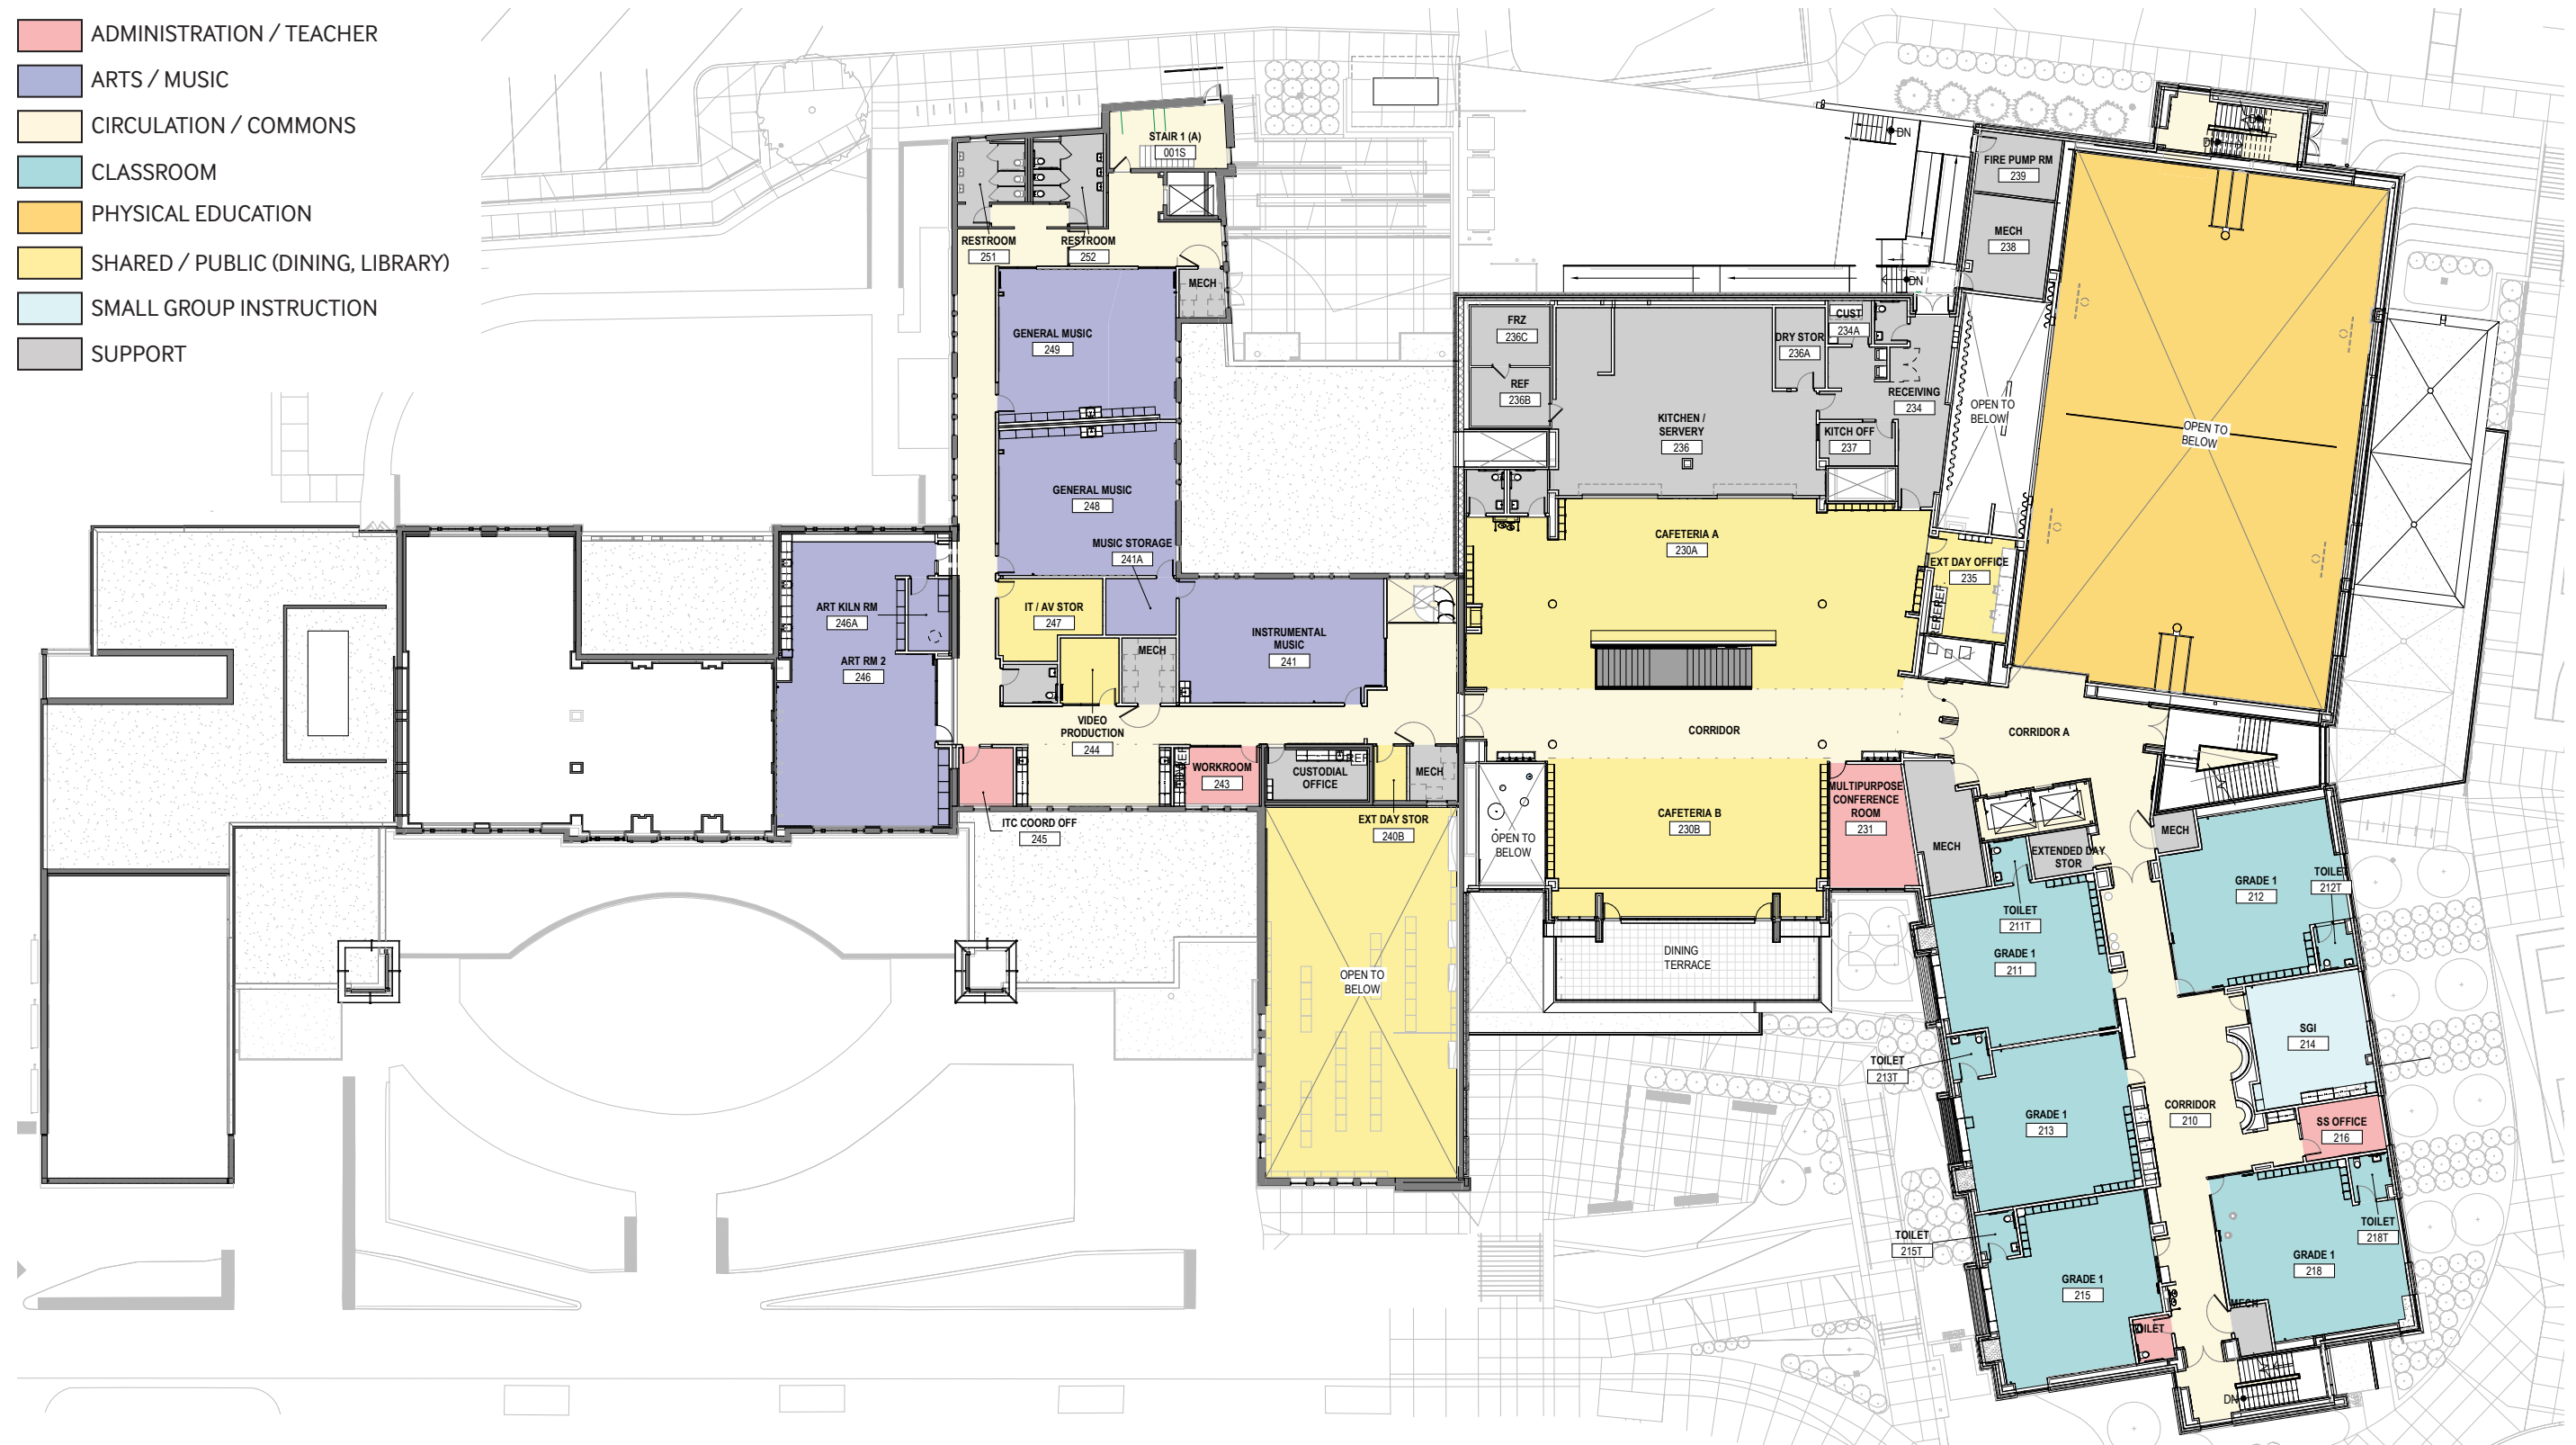 ADMINISTRATION / TEACHER
ARTS / MUSIC
CIRCULATION / COMMONS
CLASSROOM
PHYSICAL EDUCATION
SHARED / PUBLIC (DINING, LIBRARY)
SMALL GROUP INSTRUCTION
SUPPORT
STAIR 1 (A)
001S
RESTROOM
251
RESTROOM
252
MECH
GENERAL MUSIC
249
GENERAL MUSIC
248
MUSIC STORAGE
241A
IT / AV STOR
247
ART KILN RM
246A
ART RM 2
246
MECH
INSTRUMENTAL
MUSIC
241
VIDEO
PRODUCTION
244
ITC COORD OFF
245
WORKROOM
243
REF
CUSTODIAL
OFFICE
REF
MECH
EXT DAY STOR
240B
OPEN TO
BELOW
FRZ
236C
REF
236B
KITCHEN /
SERVERY
236
DRY STOR
236A
CUST
234A
RECEIVING
234
KITCH OFF
237
CAFETERIA A
230A
CORRIDOR
CAFETERIA B
230B
OPEN TO
BELOW
DINING
TERRACE
MULTIPURPOSE
CONFERENCE
ROOM
231
DN
DN
FIRE PUMP RM
239
MECH
238
OPEN TO
BELOW
EXT DAY OFFICE
235
REF
REF
OPEN TO
BELOW
CORRIDOR A
MECH
EXTENDED DAY
STOR
MECH
TOILET
211T
GRADE 1
211
GRADE 1
212
TOILET
212T
SGI
214
TOILET
213T
GRADE 1
213
CORRIDOR
210
SS OFFICE
216
TOILET
215T
GRADE 1
215
TOILET
218T
GRADE 1
218
MECH
TOILET
DN